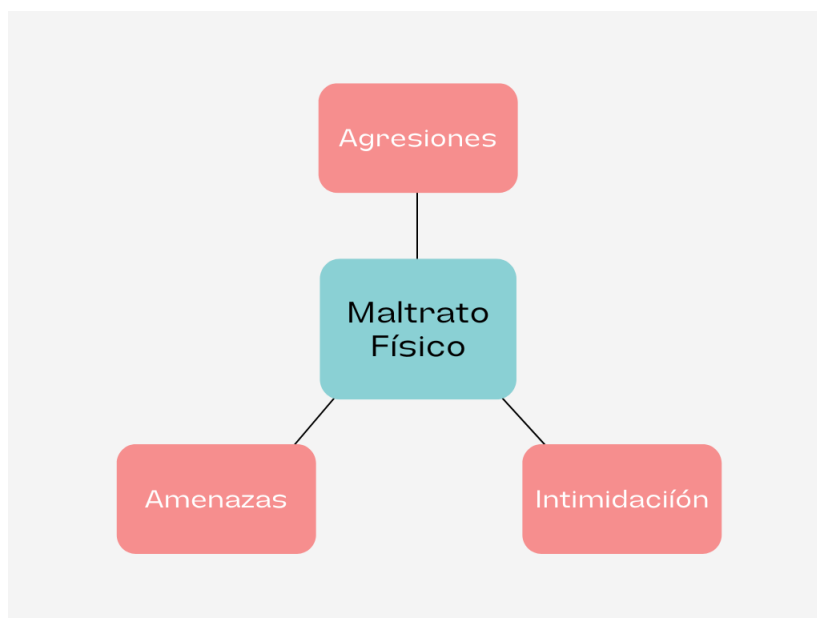 Agresiones
Maltrato
Físico
Amenazas
Intimidaciíón